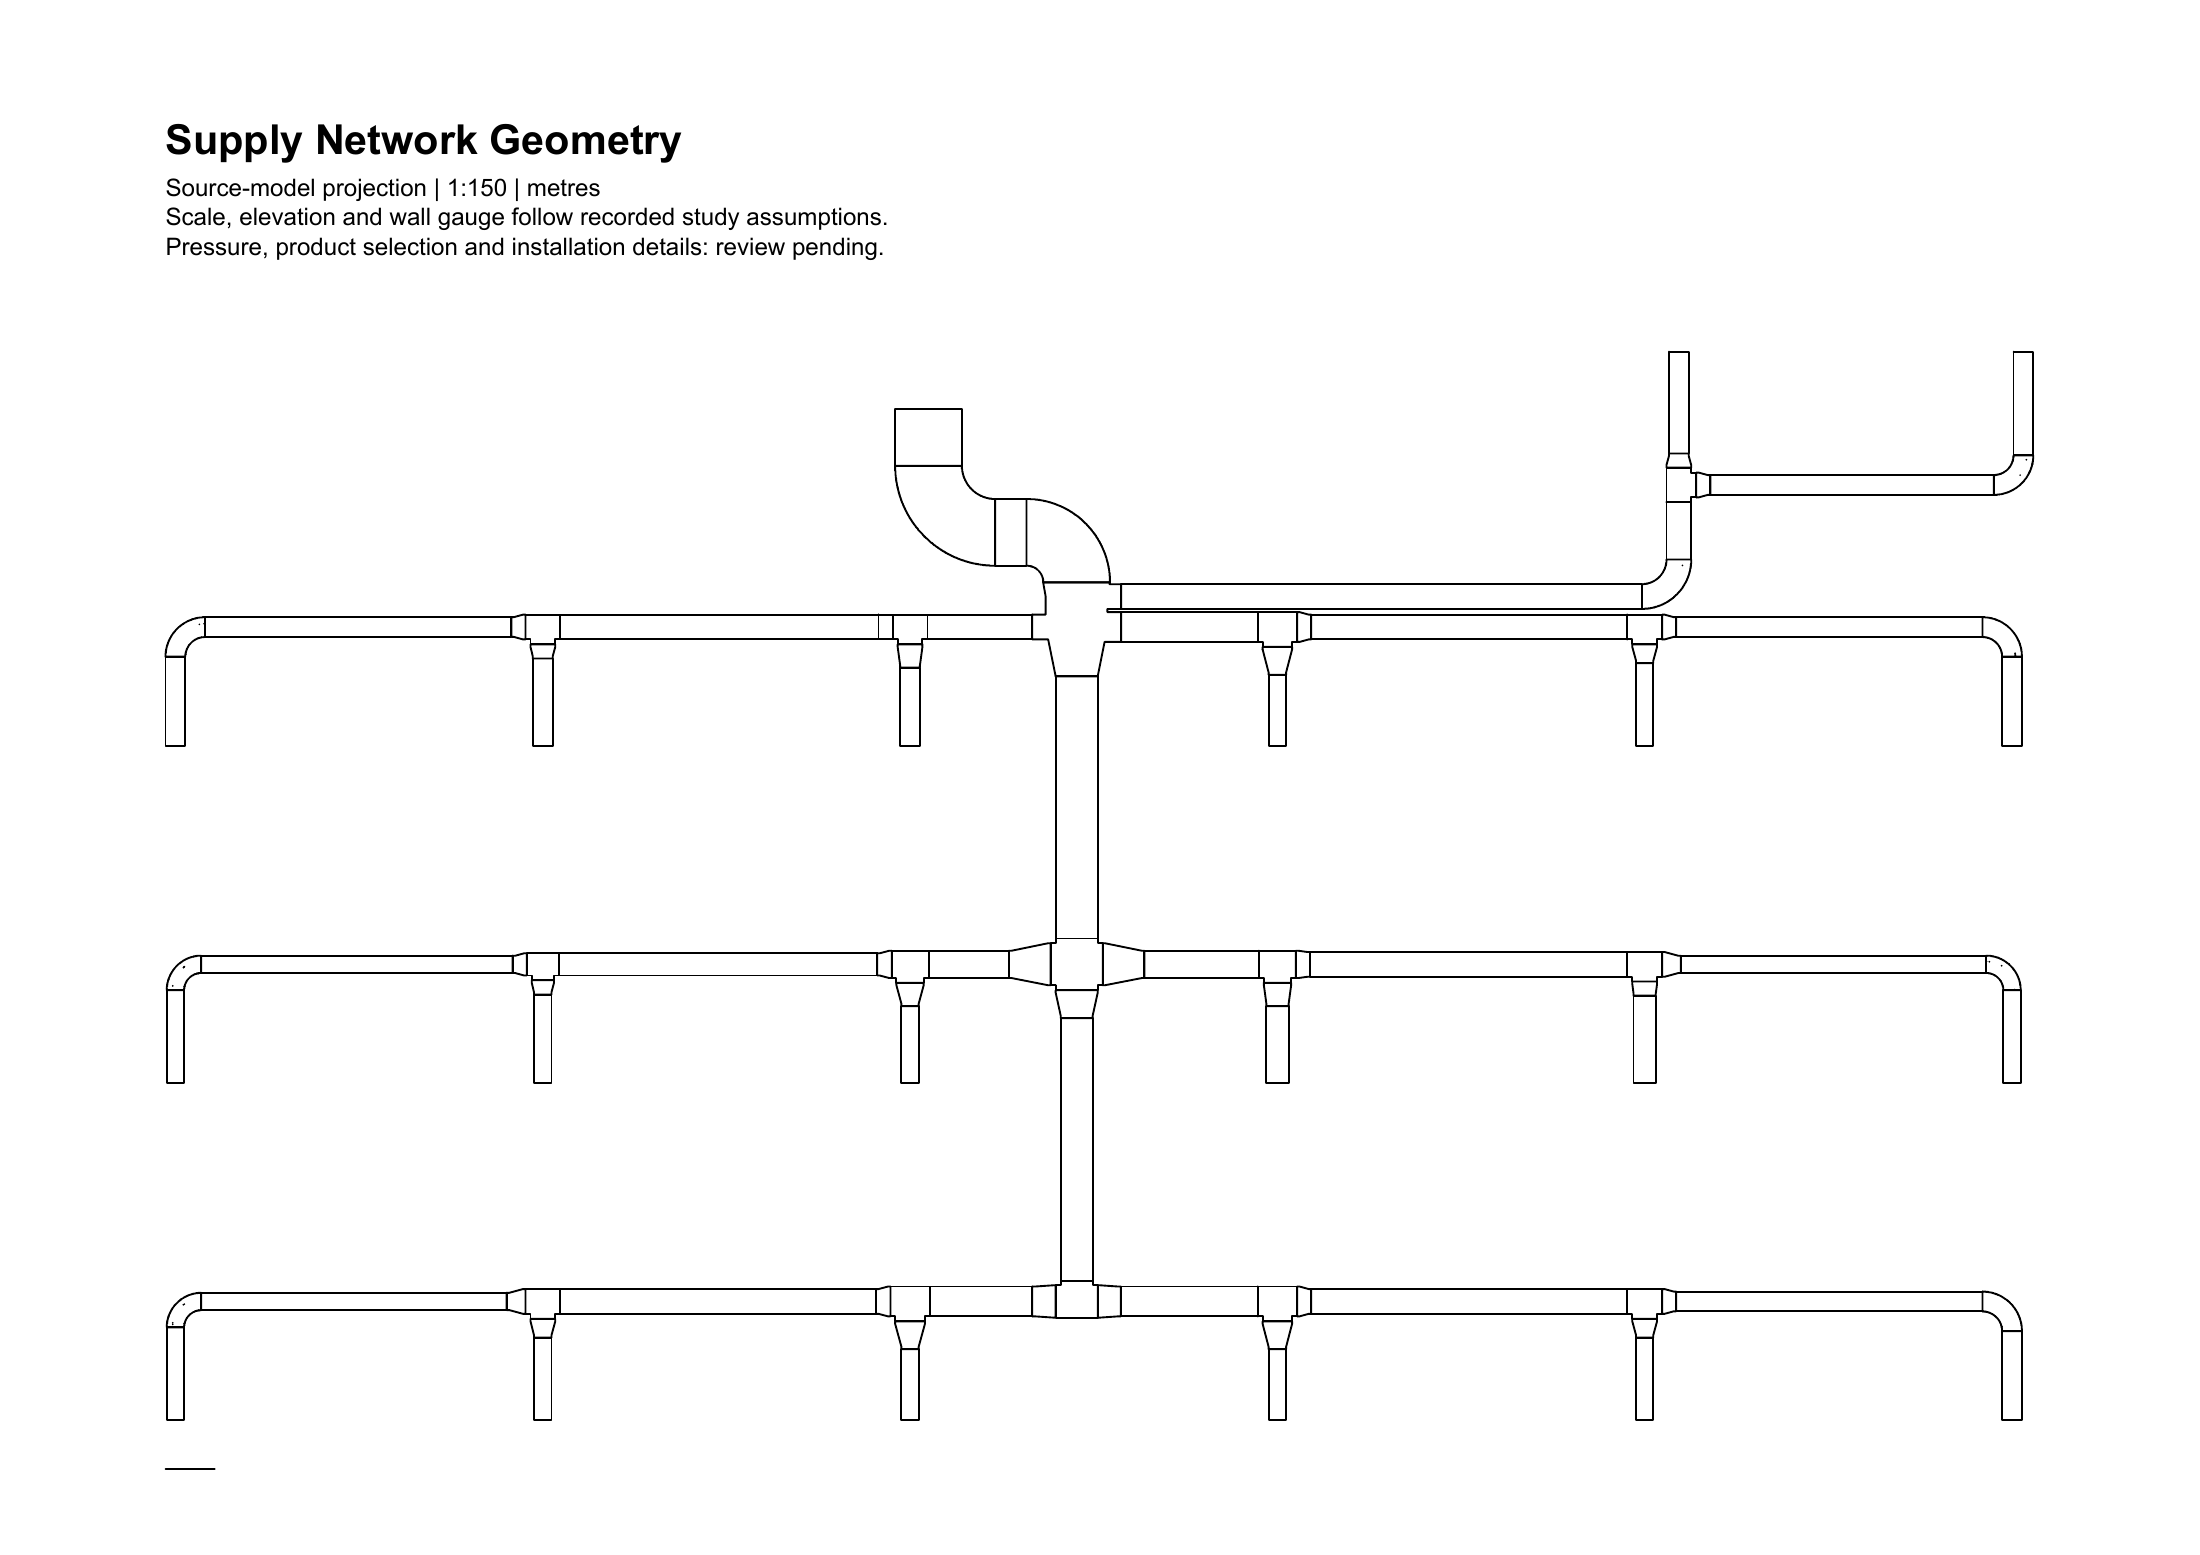 Supply Network Geometry
Source-model projection | 1:150 | metres
Scale, elevation and wall gauge follow recorded study assumptions.
Pressure, product selection and installation details: review pending.